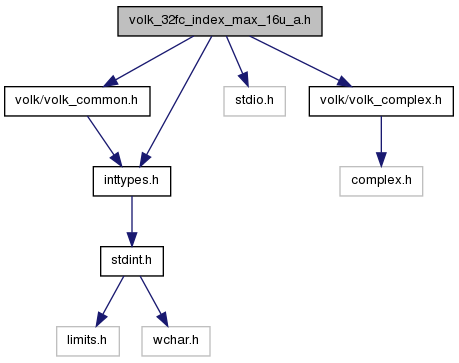 volk_32fc_index_max_16u_a.h
volk/volk_common.h
stdio.h
volk/volk_complex.h
inttypes.h
complex.h
stdint.h
limits.h
wchar.h